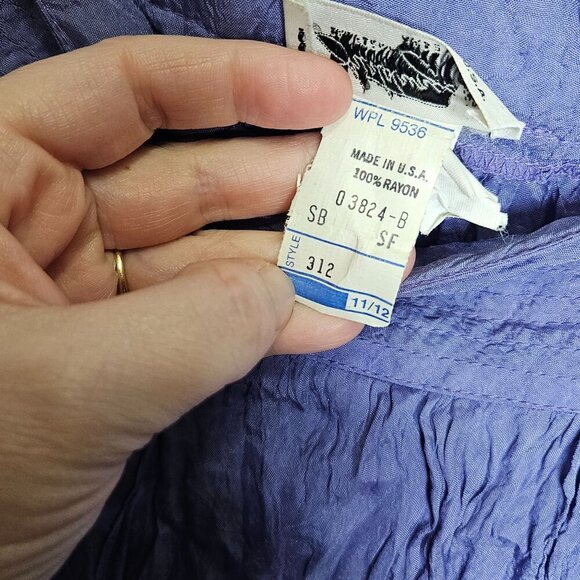 WPL 9536
MADE IN U.S.A.
100% RAYON
03824-B
SB SF
STYLE 312
11/12